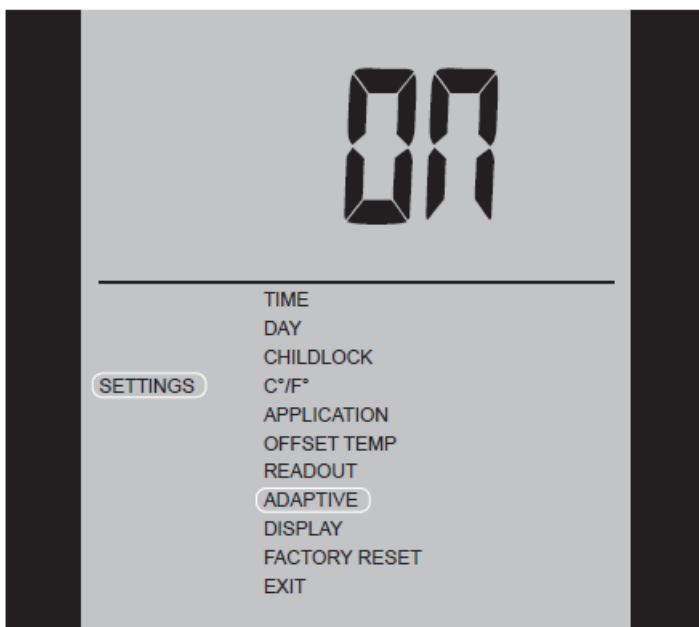 ON
TIME
DAY
CHILDLOCK
SETTINGS C°/F°
APPLICATION
OFFSET TEMP
READOUT
ADAPTIVE
DISPLAY
FACTORY RESET
EXIT